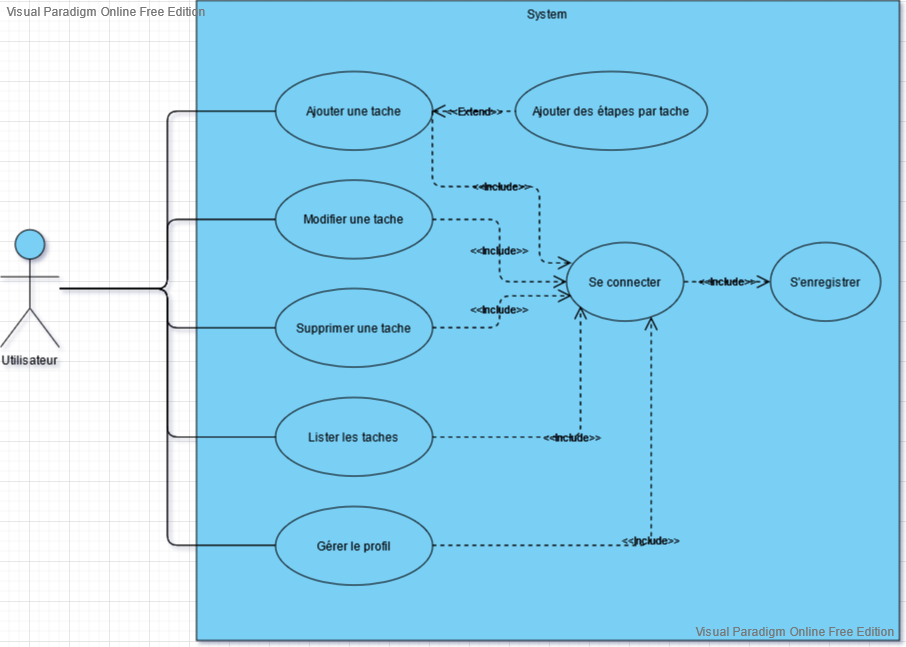 Visual Paradigm Online Free Edition
System
Ajouter une tache
<<Extend>>
Ajouter des étapes par tache
<<Include>>
Modifier une tache
<<Include>>
Se connecter
<<Include>>
S'enregistrer
<<Include>>
Supprimer une tache
Utilisateur
Lister les taches
<<Include>>
Gérer le profil
<<Include>>
Visual Paradigm Online Free Edition